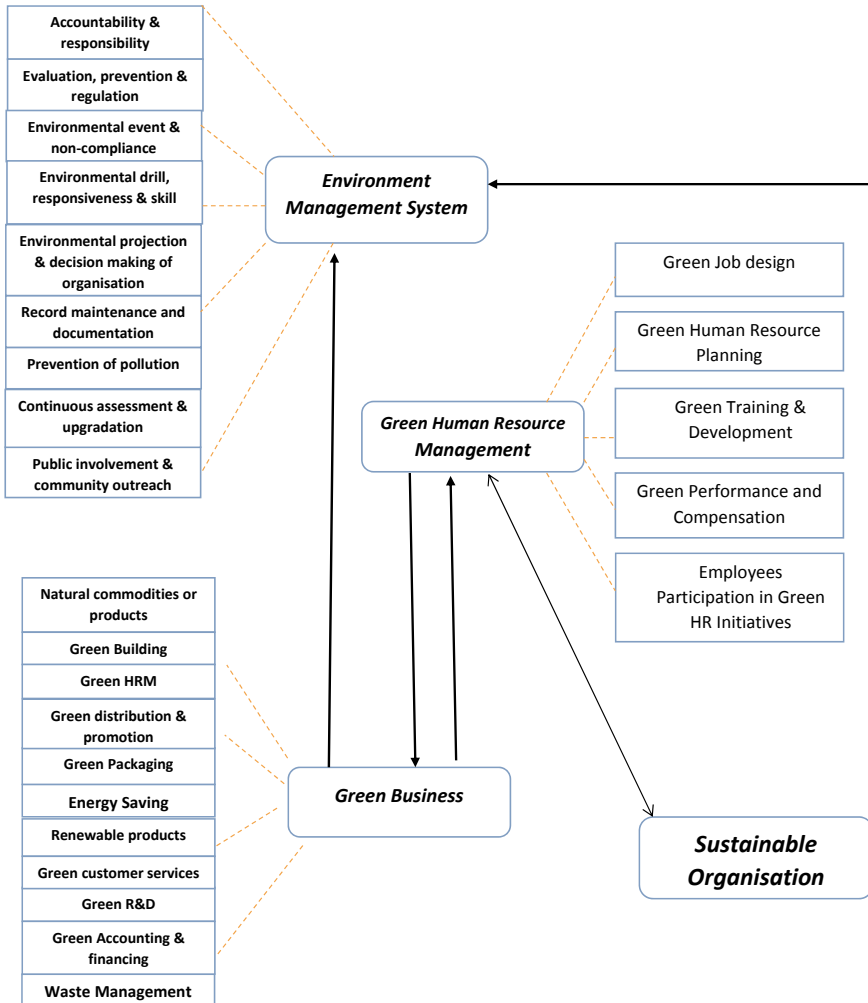 Accountability &
responsibility
Evaluation, prevention &
regulation
Environmental event &
non-compliance
Environmental drill,
responsiveness & skill
Environmental projection
& decision making of
organisation
Record maintenance and
documentation
Prevention of pollution
Continuous assessment &
upgradation
Public involvement &
community outreach
Environment
Management System
Green Job design
Green Human Resource
Planning
Green Training &
Development
Green Performance and
Compensation
Employees
Participation in Green
HR Initiatives
Green Human Resource
Management
Natural commodities or
products
Green Building
Green HRM
Green distribution &
promotion
Green Packaging
Energy Saving
Renewable products
Green customer services
Green R&D
Green Accounting &
financing
Waste Management
Green Business
Sustainable
Organisation